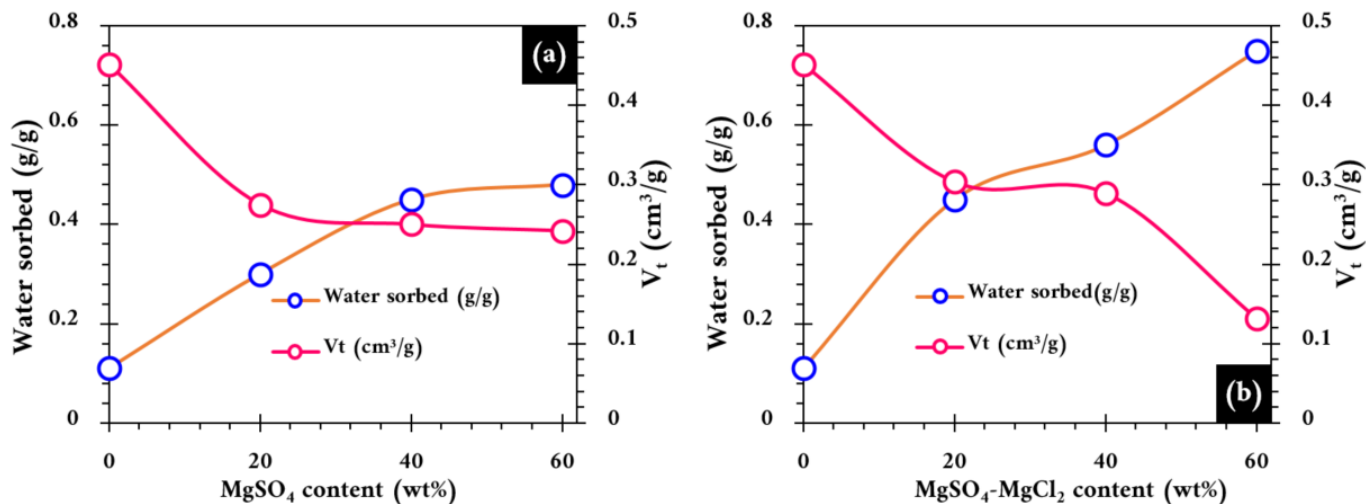 0.8
0.6
0.4
0.2
0
Water sorbed (g/g)
0.5
0.4
0.3
0.2
0.1
0
Vₜ (cm³/g)
(a)
Water sorbed (g/g)
Vt (cm³/g)
0 20 40 60
MgSO₄ content (wt%)
0.8
0.6
0.4
0.2
0
Water sorbed (g/g)
0.5
0.4
0.3
0.2
0.1
0
Vₜ (cm³/g)
Water sorbed(g/g)
Vt (cm³/g)
(b)
0 20 40 60
MgSO₄-MgCl₂ content (wt%)